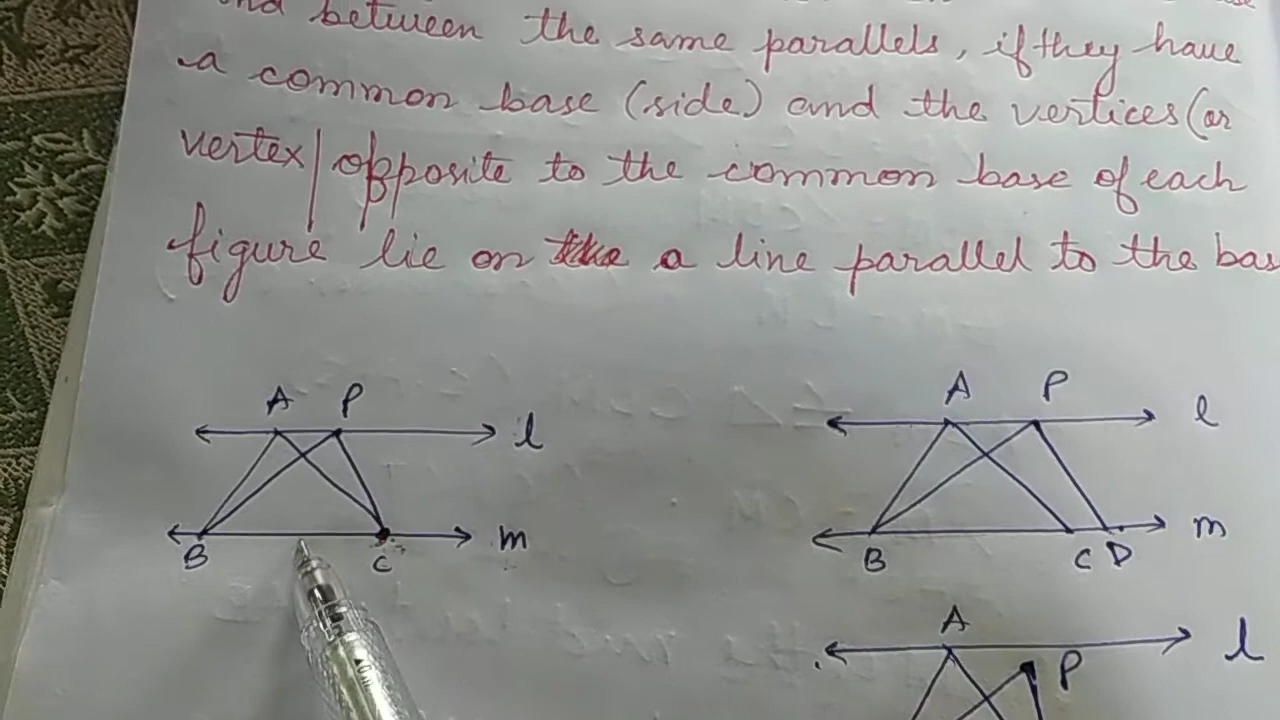 and between the same parallels, if they have
a common base (side) and the vertices (or
vertex) opposite to the common base of each
figure lie on the a line parallel to the bas
A P
l
B C
m
A P
l
B C D
m
A
l
P